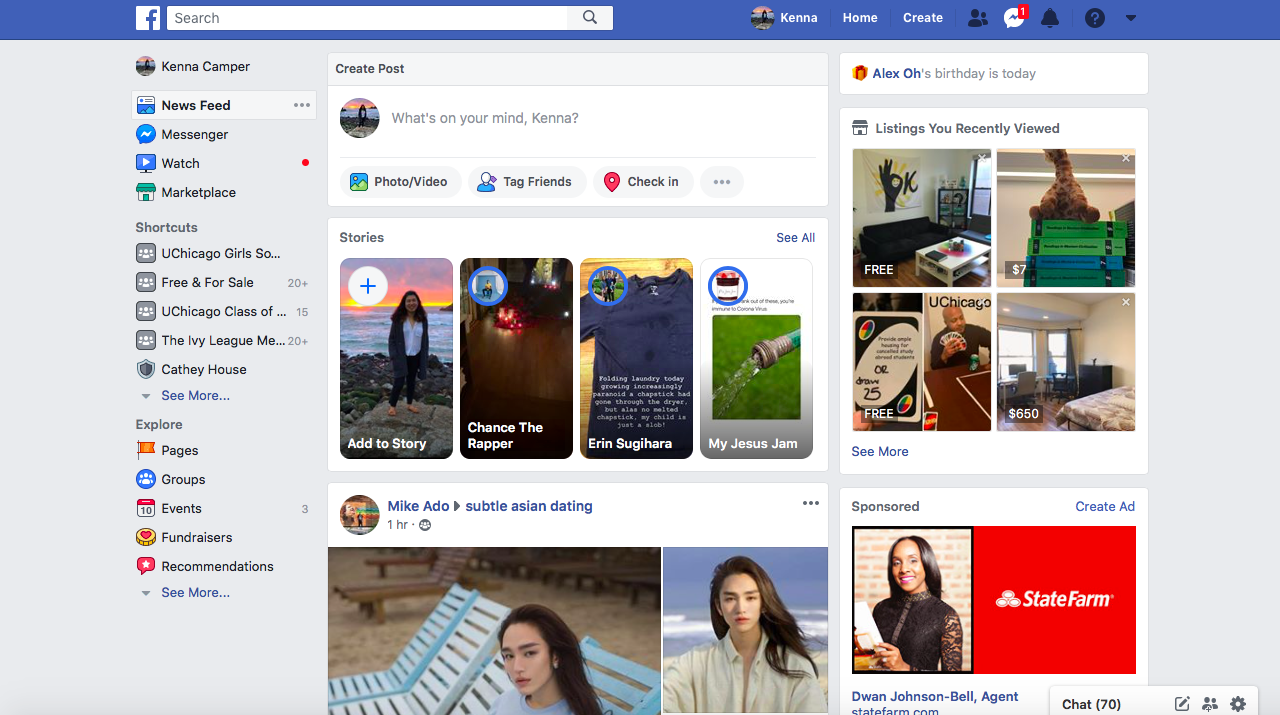 Search
Kenna
Home
Create
1
Kenna Camper
News Feed
Messenger
Watch
Marketplace
Shortcuts
UChicago Girls So...
Free & For Sale 20+
UChicago Class of ... 15
The Ivy League Me... 20+
Cathey House
See More...
Explore
Pages
Groups
10
Events 3
Fundraisers
Recommendations
See More...
Create Post
What's on your mind, Kenna?
Photo/Video
Tag Friends
Check in
Stories
See All
Add to Story
Chance The
Rapper
Folding laundry today
growing increasingly
paranoid a chapstick had
gone through the dryer,
but alas no melted
chapstick, my child is
just a slob!
Erin Sugihara
nk out of these, you're
immune to Corona Virus.
My Jesus Jam
Mike Ado
subtle asian dating
1 hr ·
Alex Oh's birthday is today
Listings You Recently Viewed
OK
FREE
$7
Provide ample
housing for
cancelled study
abroad students
OR
draw
25
UChicago
FREE
$650
See More
Sponsored
Create Ad
StateFarm
Dwan Johnson-Bell, Agent
statefarm.com
Chat (70)